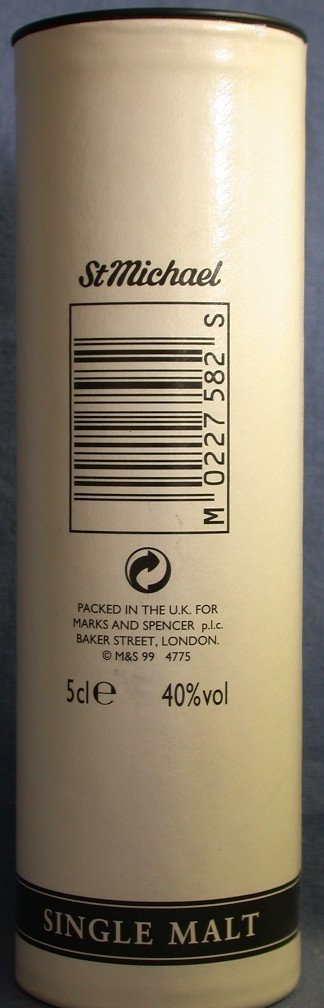 St Michael
M 0227 582 S
PACKED IN THE U.K. FOR
MARKS AND SPENCER p.l.c.
BAKER STREET, LONDON.
© M&S 99 4775
5cl ℮ 40%vol
SINGLE MALT